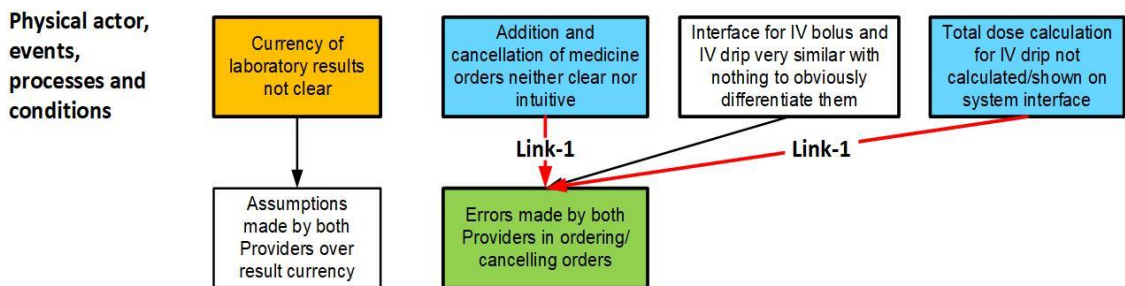 Physical actor,
events,
processes and
conditions
Currency of
laboratory results
not clear
Addition and
cancellation of medicine
orders neither clear nor
intuitive
Interface for IV bolus and
IV drip very similar with
nothing to obviously
differentiate them
Total dose calculation
for IV drip not
calculated/shown on
system interface
Link-1
Link-1
Assumptions
made by both
Providers over
result currency
Errors made by both
Providers in ordering/
cancelling orders